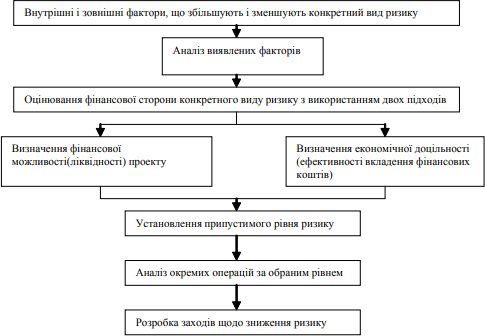 Внутрішні і зовнішні фактори, що збільшують і зменшують конкретний вид ризику
Аналіз виявлених факторів
Оцінювання фінансової сторони конкретного виду ризику з використанням двох підходів
Визначення фінансової
можливості(ліквідності) проекту
Визначення економічної доцільності
(ефективності вкладення фінансових
коштів)
Установлення припустимого рівня ризику
Аналіз окремих операцій за обраним рівнем
Розробка заходів щодо зниження ризику